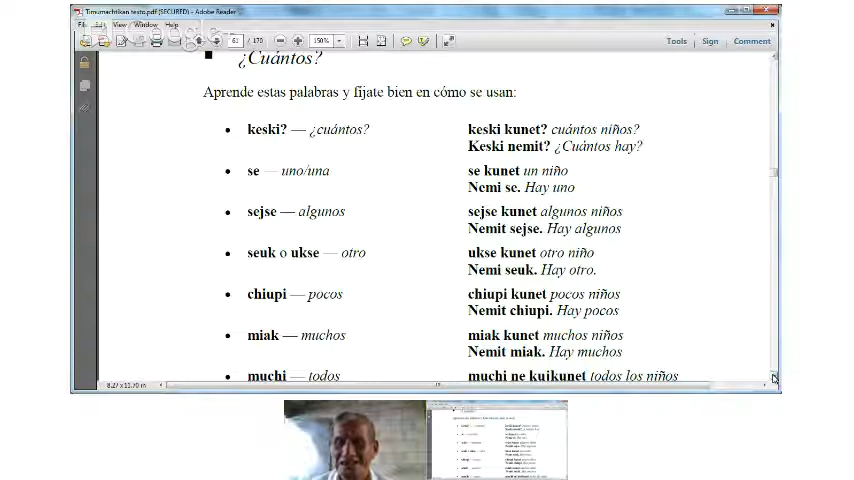 Timumachtikan testo.pdf (SECURED) - Adobe Reader
File Edit View Window Help
61 / 170 150% Tools Sign Comment
¿Cuántos?
Aprende estas palabras y fíjate bien en cómo se usan:
• keski? — ¿cuántos? keski kunet? cuántos niños?
Keski nemit? ¿Cuántos hay?
• se — uno/una se kunet un niño
Nemi se. Hay uno
• sejse — algunos sejse kunet algunos niños
Nemit sejse. Hay algunos
• seuk o ukse — otro ukse kunet otro niño
Nemi seuk. Hay otro.
• chiupi — pocos chiupi kunet pocos niños
Nemit chiupi. Hay pocos
• miak — muchos miak kunet muchos niños
Nemit miak. Hay muchos
• muchi — todos muchi ne kuikunet todos los niños
8.27 x 11.70 in